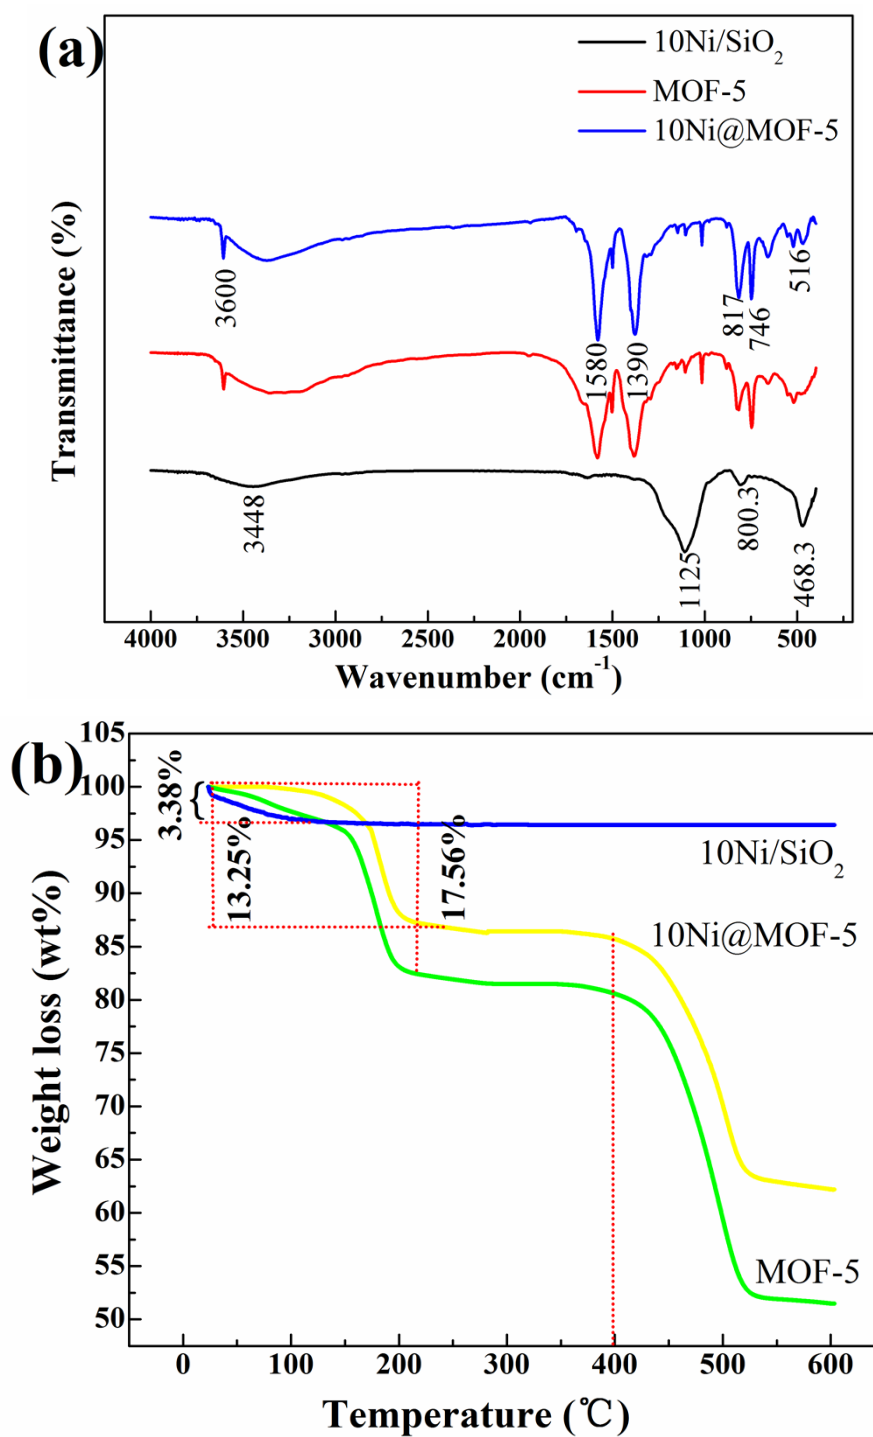 (a)
10Ni/SiO₂
MOF-5
10Ni@MOF-5
Transmittance (%)
3600
1580
1390
817
746
516
3448
1125
800.3
468.3
4000 3500 3000 2500 2000 1500 1000 500
Wavenumber (cm⁻¹)
(b)
105
100
95
90
85
80
75
70
65
60
55
50
Weight loss (wt%)
3.38%
{
13.25%
17.56%
10Ni/SiO₂
10Ni@MOF-5
MOF-5
0 100 200 300 400 500 600
Temperature (℃)